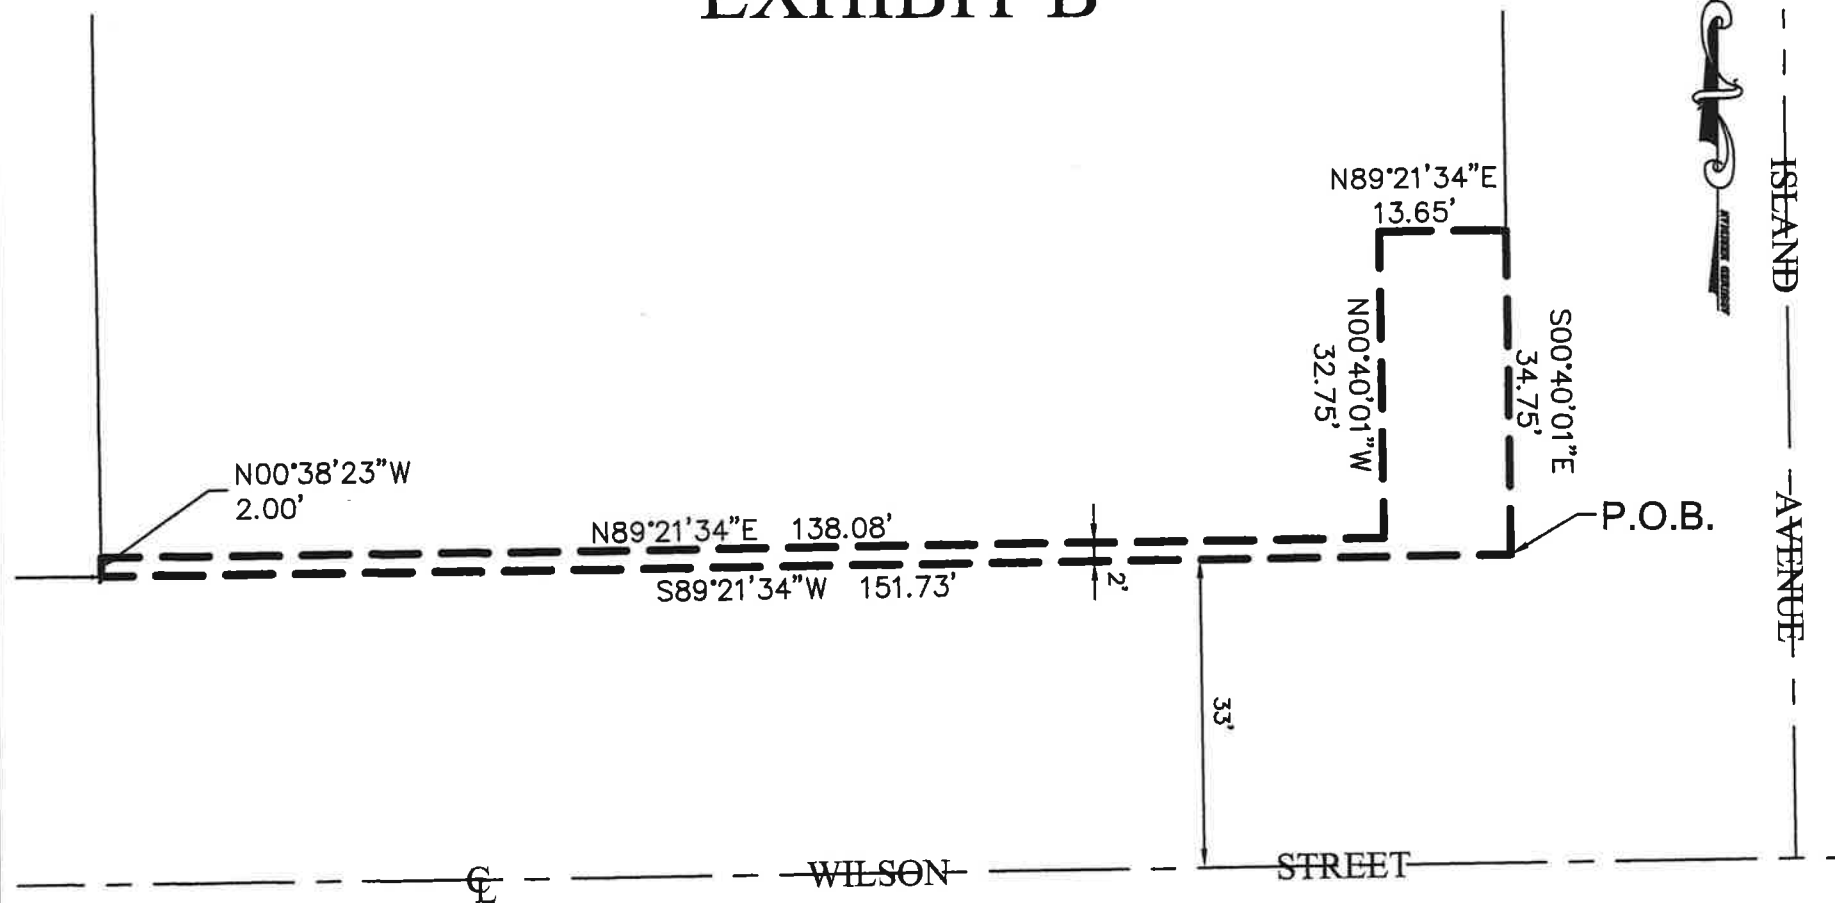 EXHIBIT B
N89°21'34"E
13.65'
ISLAND AVENUE
N00°40'01"W
32.75'
S00°40'01"E
34.75'
N00°38'23"W
2.00'
N89°21'34"E 138.08'
P.O.B.
S89°21'34"W 151.73'
2'
33'
℄ WILSON STREET